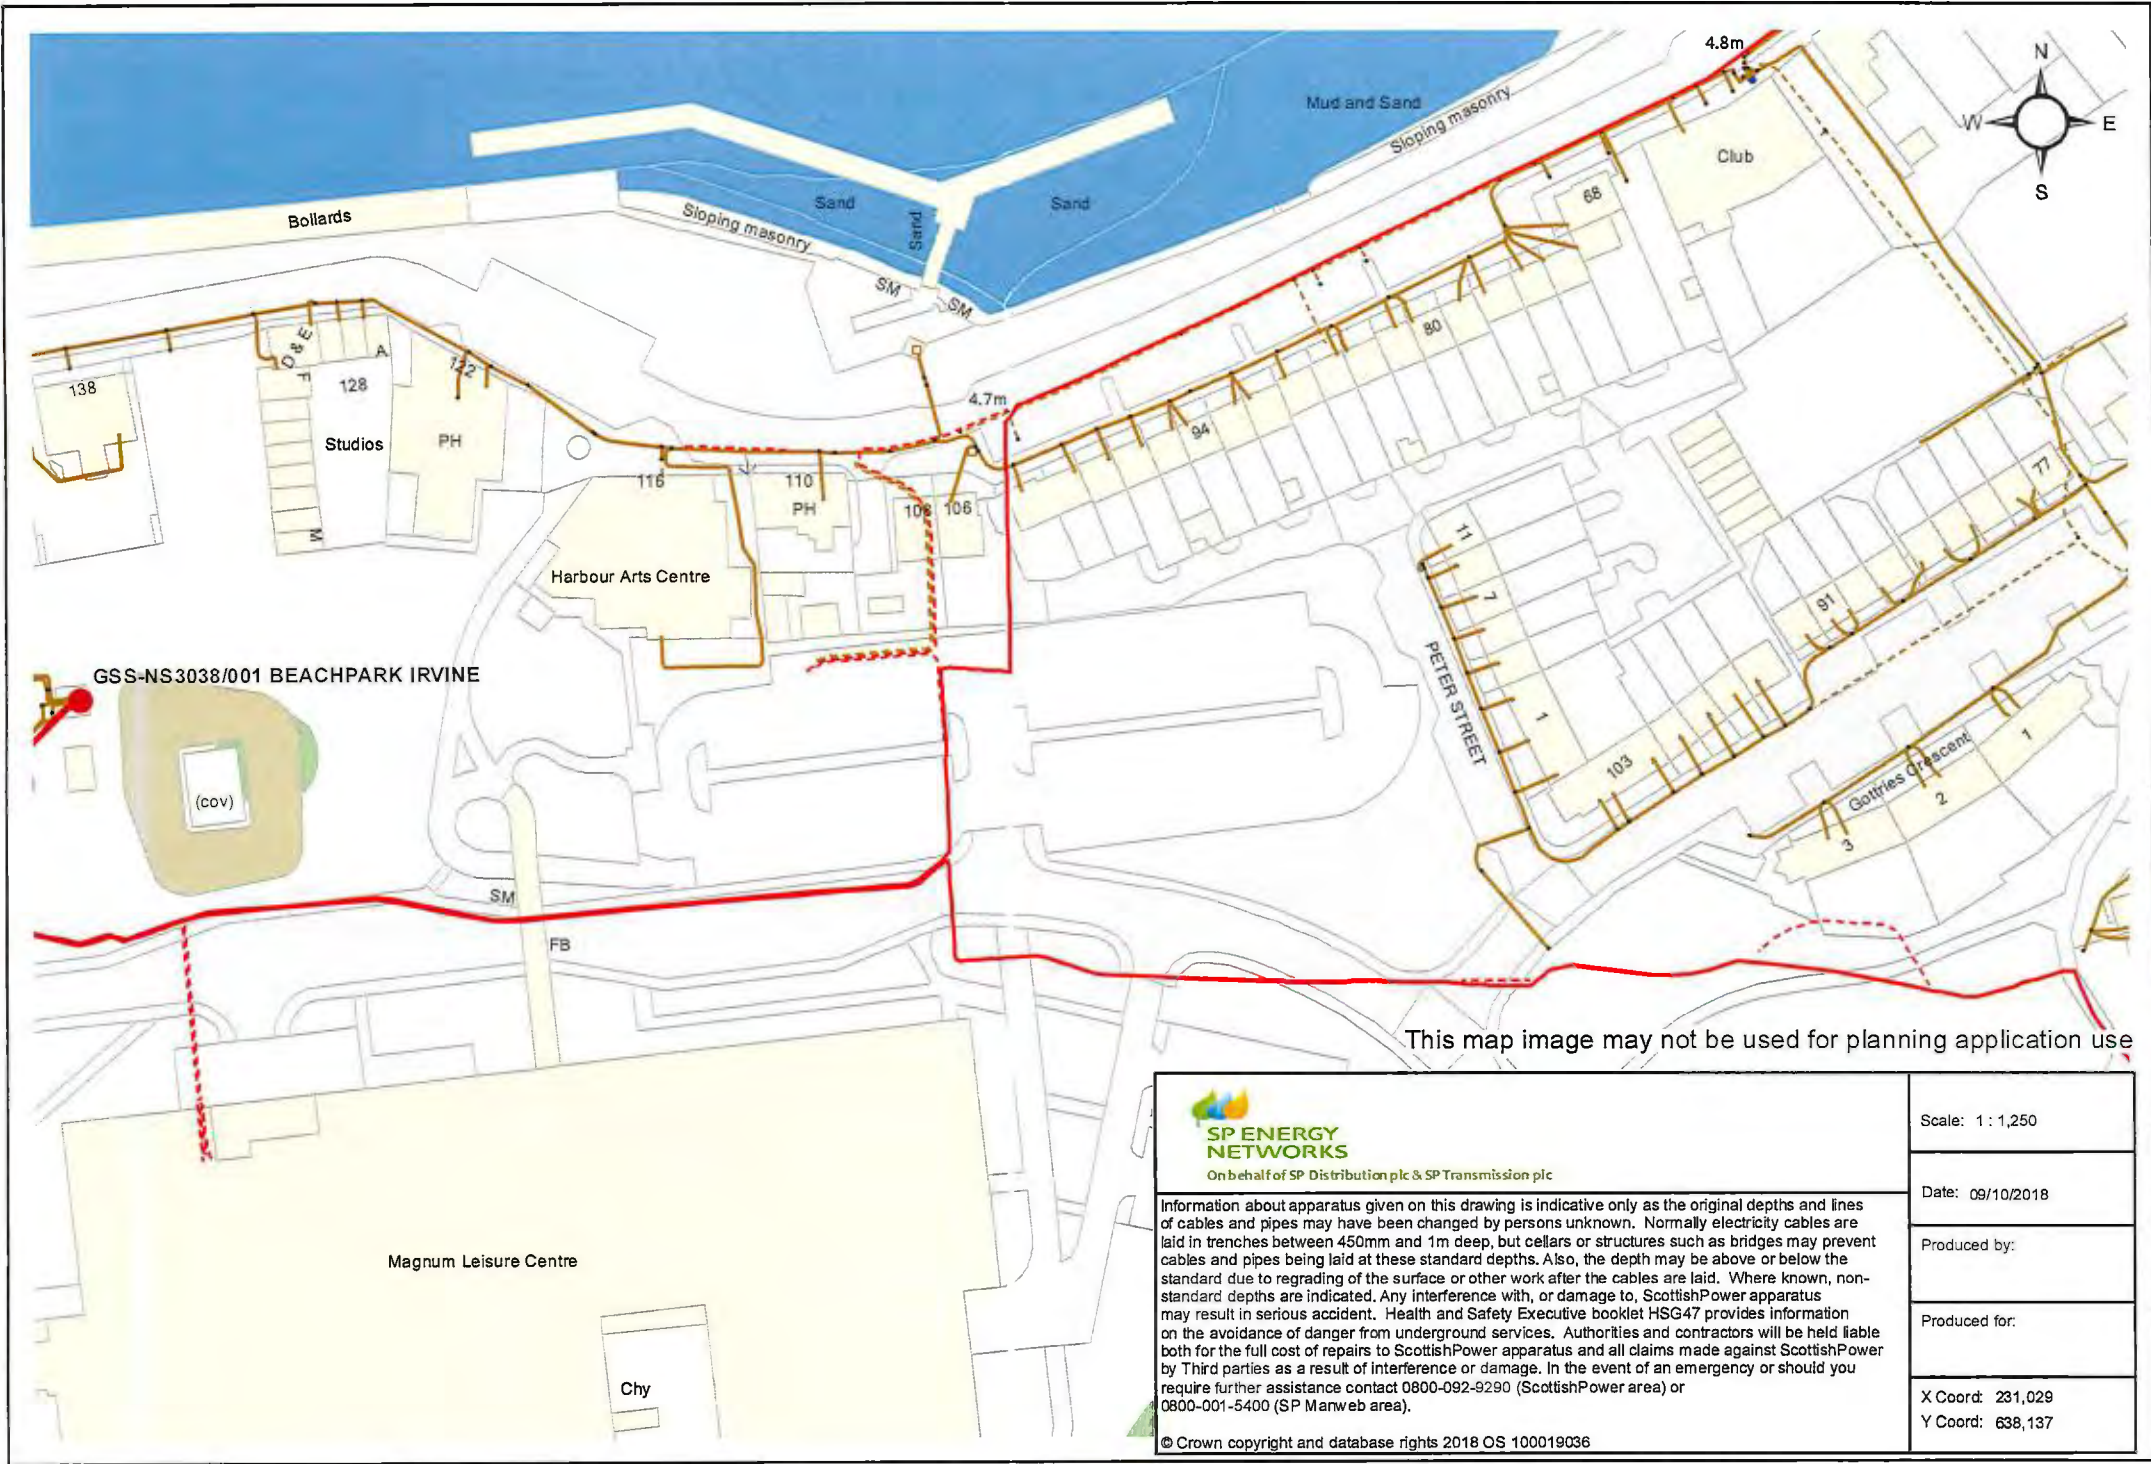 4.8m
N
W
E
S
Mud and Sand
Sloping masonry
Club
Bollards
Sand
Sand
Sand
Sloping masonry
SM
SM
68
80
138
D & E
F
A
128
122
Studios
PH
M
4.7m
94
116
110
PH
108
106
Harbour Arts Centre
11
7
1
77
91
PETER STREET
103
GSS-NS3038/001 BEACHPARK IRVINE
(cov)
Gottries Crescent
1
2
3
SM
FB
This map image may not be used for planning application use
Magnum Leisure Centre
Chy
SP ENERGY
NETWORKS
On behalf of SP Distribution plc & SP Transmission plc
Information about apparatus given on this drawing is indicative only as the original depths and lines
of cables and pipes may have been changed by persons unknown. Normally electricity cables are
laid in trenches between 450mm and 1m deep, but cellars or structures such as bridges may prevent
cables and pipes being laid at these standard depths. Also, the depth may be above or below the
standard due to regrading of the surface or other work after the cables are laid. Where known, non-
standard depths are indicated. Any interference with, or damage to, ScottishPower apparatus
may result in serious accident. Health and Safety Executive booklet HSG47 provides information
on the avoidance of danger from underground services. Authorities and contractors will be held liable
both for the full cost of repairs to ScottishPower apparatus and all claims made against ScottishPower
by Third parties as a result of interference or damage. In the event of an emergency or should you
require further assistance contact 0800-092-9290 (ScottishPower area) or
0800-001-5400 (SP Manweb area).
© Crown copyright and database rights 2018 OS 100019036
Scale: 1 : 1,250
Date: 09/10/2018
Produced by:
Produced for:
X Coord: 231,029
Y Coord: 638,137